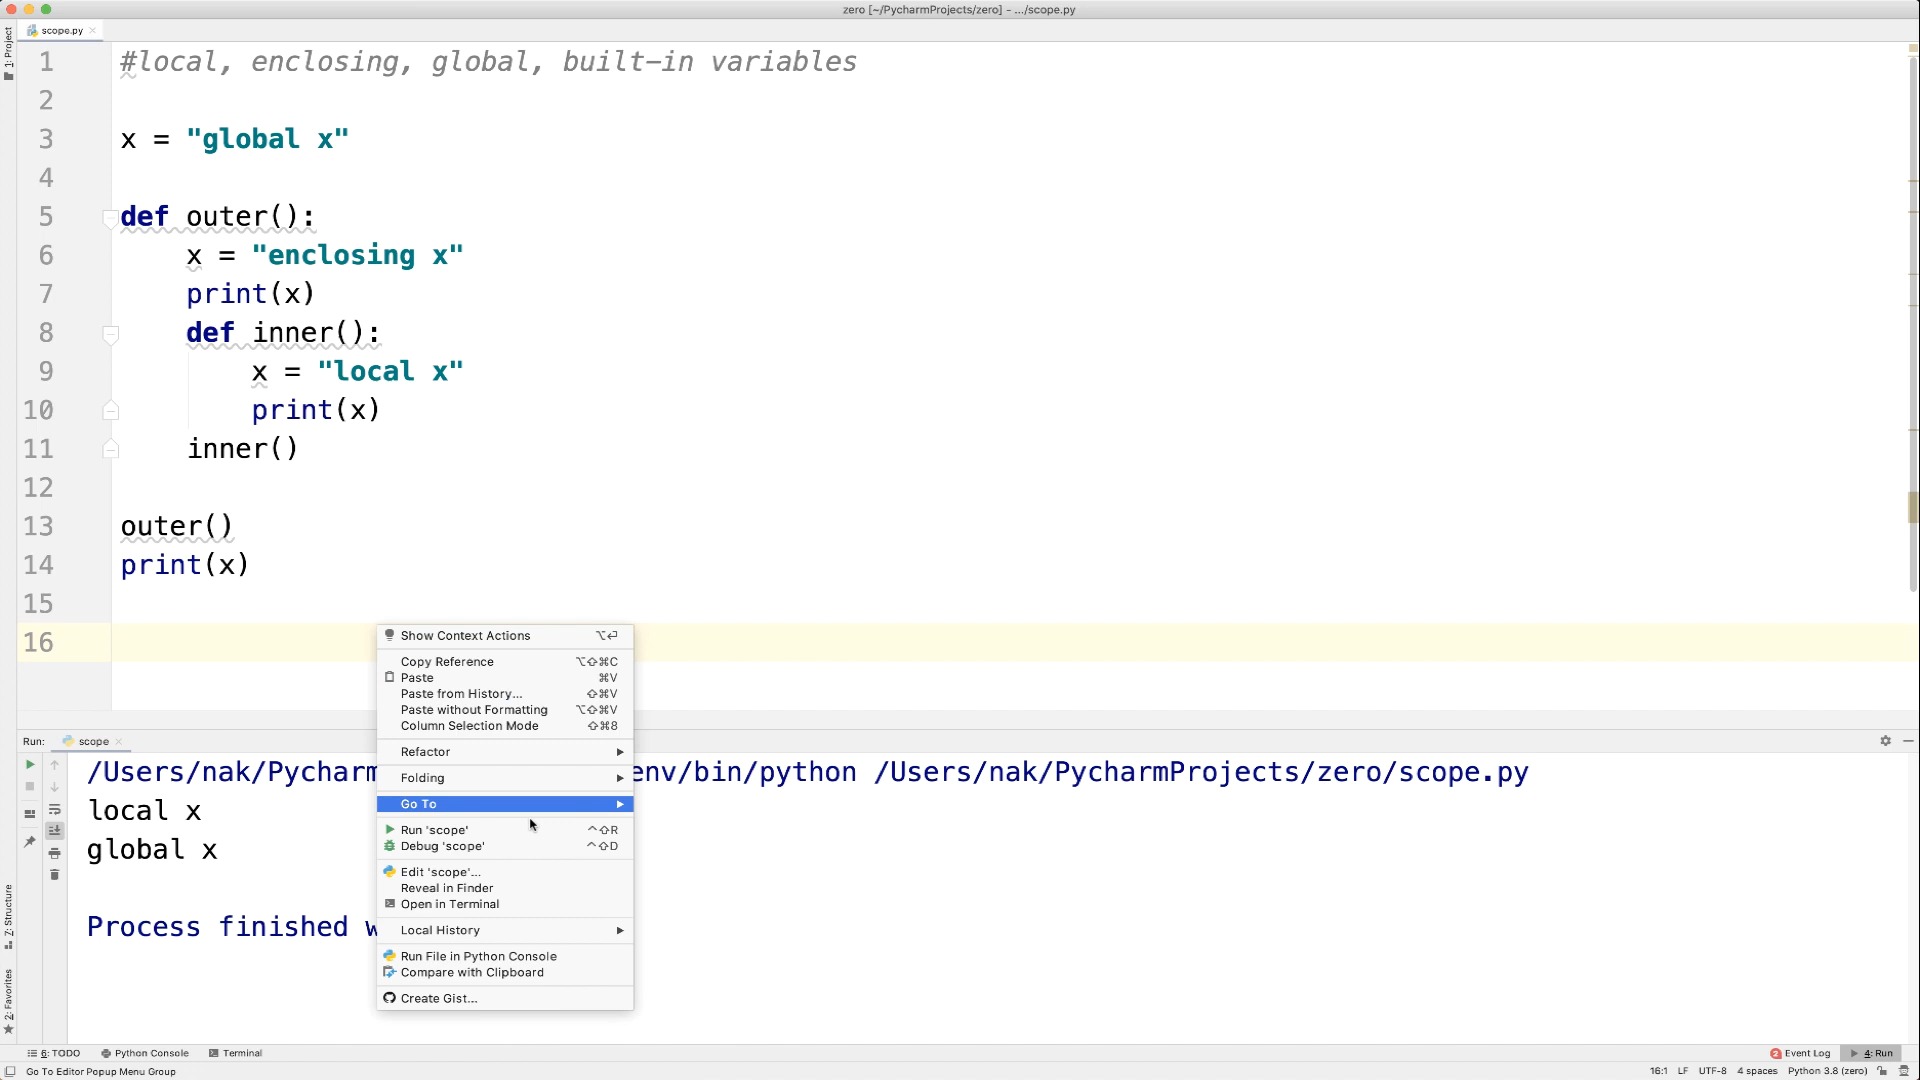 zero [~/PycharmProjects/zero] - .../scope.py
1: Project
scope.py
1 #local, enclosing, global, built-in variables
2
3 x = "global x"
4
5 def outer():
6 x = "enclosing x"
7 print(x)
8 def inner():
9 x = "local x"
10 print(x)
11 inner()
12
13 outer()
14 print(x)
15
16
Show Context Actions ⌥⏎
Copy Reference ⌥⇧⌘C
Paste ⌘V
Paste from History... ⇧⌘V
Paste without Formatting ⌥⇧⌘V
Column Selection Mode ⇧⌘8
Refactor
Folding
Go To
Run 'scope' ^⇧R
Debug 'scope' ^⇧D
Edit 'scope'...
Reveal in Finder
Open in Terminal
Local History
Run File in Python Console
Compare with Clipboard
Create Gist...
Run: scope
/Users/nak/Pycharm env/bin/python /Users/nak/PycharmProjects/zero/scope.py
local x
global x
Process finished w
7: Structure
2: Favorites
6: TODO Python Console Terminal 2 Event Log 4: Run
Go To Editor Popup Menu Group 16:1 LF UTF-8 4 spaces Python 3.8 (zero)